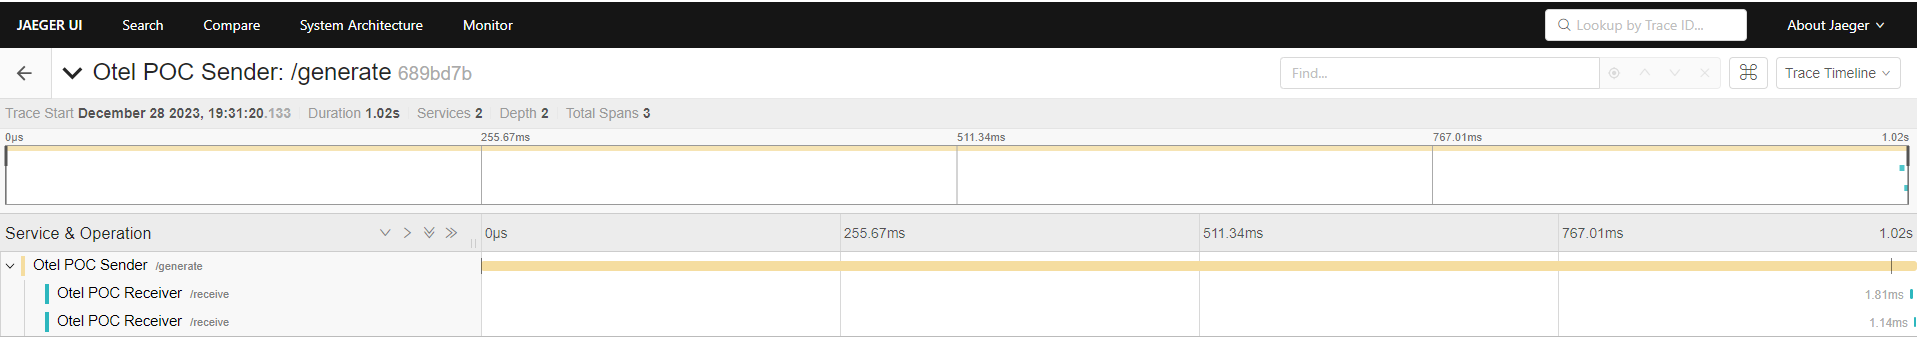 JAEGER UI Search Compare System Architecture Monitor Lookup by Trace ID... About Jaeger
Otel POC Sender: /generate 689bd7b Find... Trace Timeline
Trace Start December 28 2023, 19:31:20.133 Duration 1.02s Services 2 Depth 2 Total Spans 3
0μs 255.67ms 511.34ms 767.01ms 1.02s
Service & Operation 0μs 255.67ms 511.34ms 767.01ms 1.02s
Otel POC Sender /generate
Otel POC Receiver /receive 1.81ms
Otel POC Receiver /receive 1.14ms